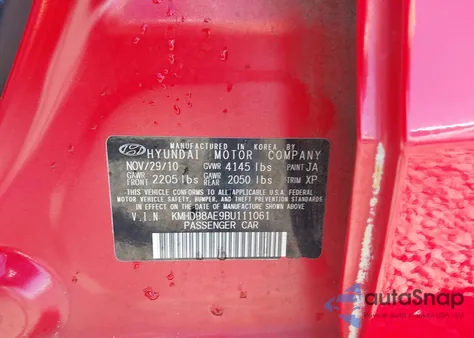 MANUFACTURED IN KOREA BY
HYUNDAI MOTOR COMPANY
NOV/29/10 GVWR 4145 lbs PAINT JA
GAWR FRONT 2205 lbs GAWR REAR 2050 lbs TRIM XP
THIS VEHICLE CONFORMS TO ALL APPLICABLE U.S. FEDERAL
MOTOR VEHICLE SAFETY, BUMPER, AND THEFT PREVENTION
STANDARDS IN EFFECT ON THE DATE OF MANUFACTURE SHOWN ABOVE.
V.I.N KMHD98AE9BU111061
PASSENGER CAR
autoSnap